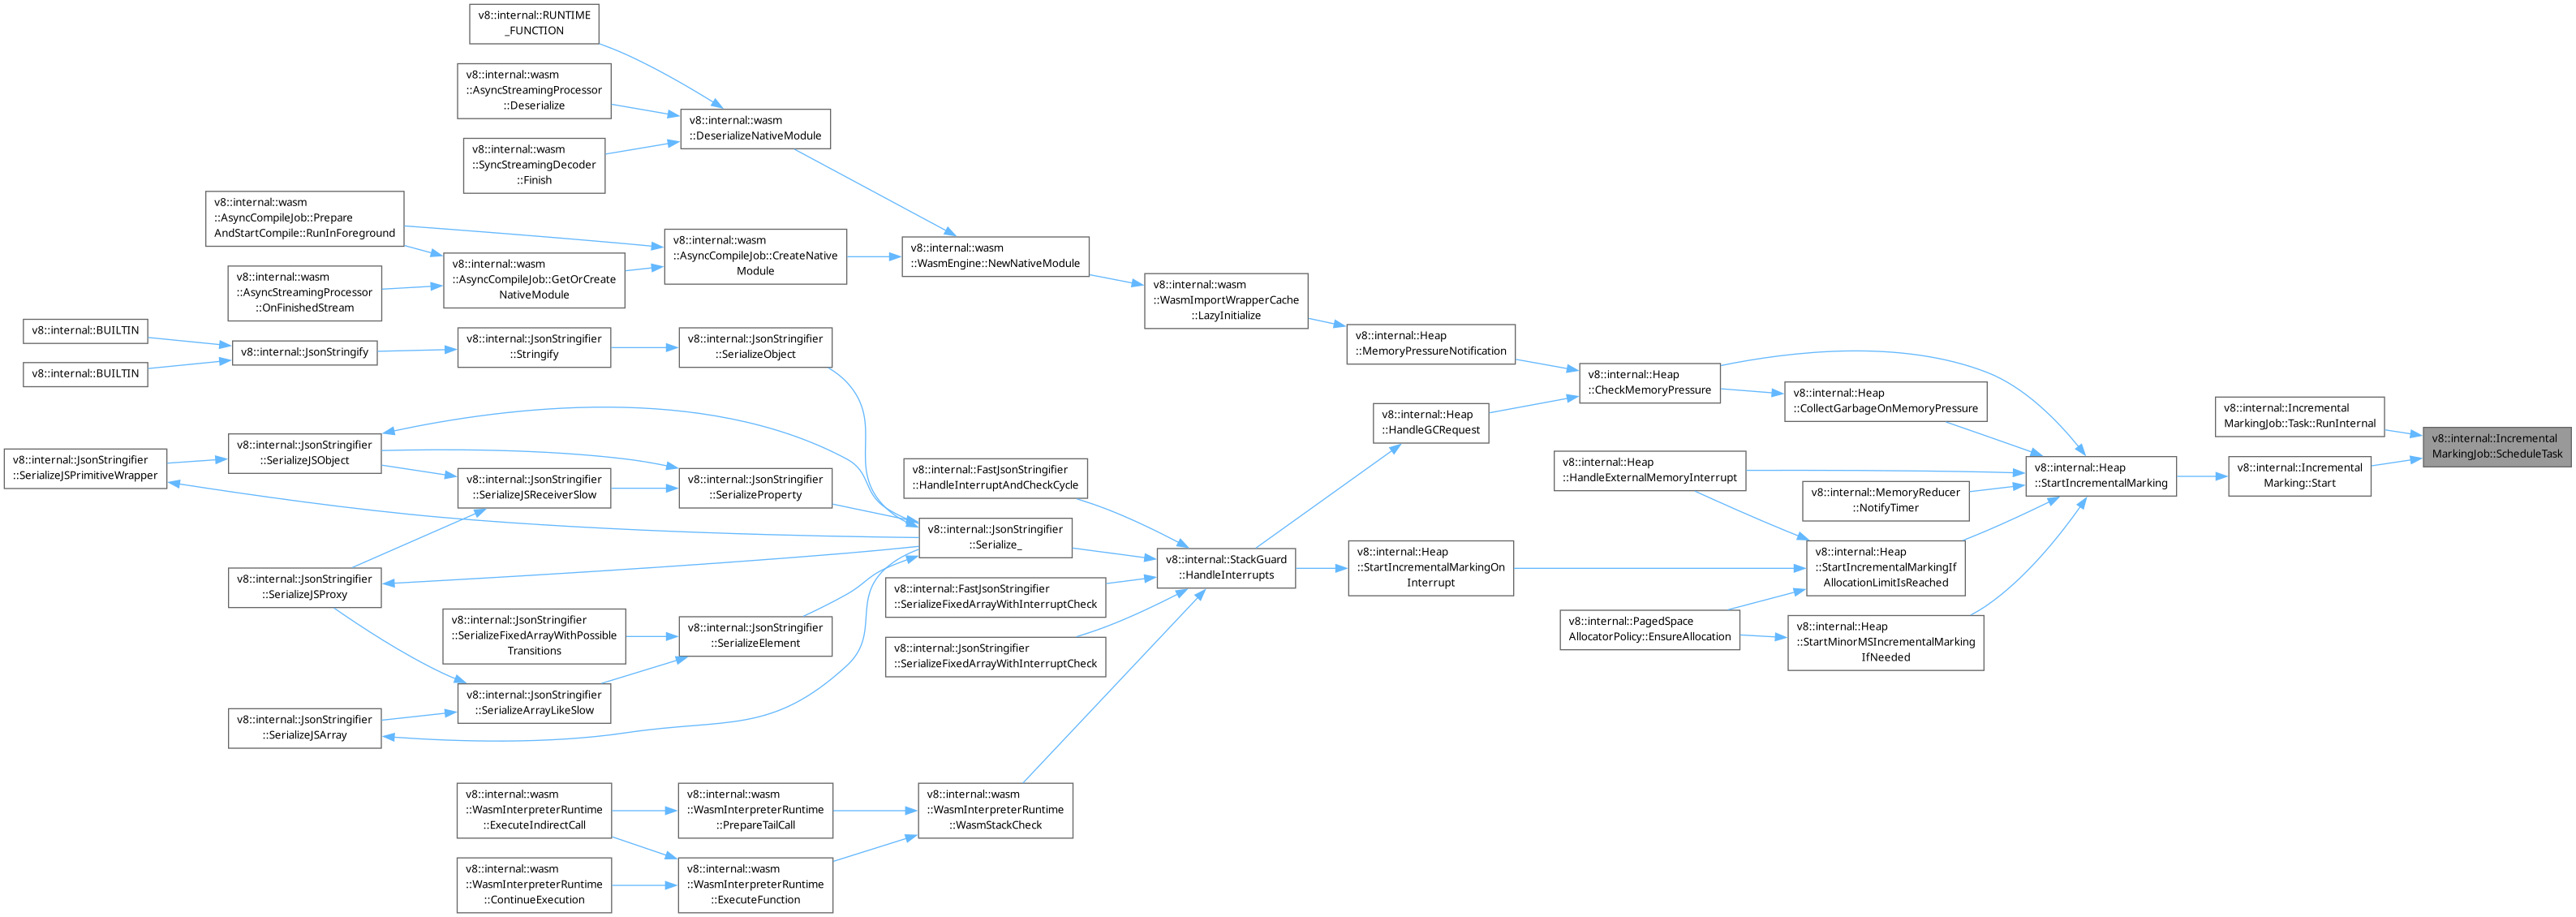 v8::internal::RUNTIME
_FUNCTION
v8::internal::wasm
::AsyncStreamingProcessor
::Deserialize
v8::internal::wasm
::DeserializeNativeModule
v8::internal::wasm
::SyncStreamingDecoder
::Finish
v8::internal::wasm
::AsyncCompileJob::Prepare
AndStartCompile::RunInForeground
v8::internal::wasm
::AsyncCompileJob::CreateNative
Module
v8::internal::wasm
::WasmEngine::NewNativeModule
v8::internal::wasm
::AsyncCompileJob::GetOrCreate
NativeModule
v8::internal::wasm
::AsyncStreamingProcessor
::OnFinishedStream
v8::internal::wasm
::WasmImportWrapperCache
::LazyInitialize
v8::internal::BUILTIN
v8::internal::JsonStringify
v8::internal::BUILTIN
v8::internal::JsonStringifier
::Stringify
v8::internal::JsonStringifier
::SerializeObject
v8::internal::Heap
::MemoryPressureNotification
v8::internal::Heap
::CheckMemoryPressure
v8::internal::Heap
::CollectGarbageOnMemoryPressure
v8::internal::Heap
::HandleGCRequest
v8::internal::Incremental
MarkingJob::Task::RunInternal
v8::internal::Incremental
MarkingJob::ScheduleTask
v8::internal::JsonStringifier
::SerializeJSPrimitiveWrapper
v8::internal::JsonStringifier
::SerializeJSObject
v8::internal::JsonStringifier
::SerializeJSReceiverSlow
v8::internal::JsonStringifier
::SerializeProperty
v8::internal::FastJsonStringifier
::HandleInterruptAndCheckCycle
v8::internal::Heap
::HandleExternalMemoryInterrupt
v8::internal::MemoryReducer
::NotifyTimer
v8::internal::Heap
::StartIncrementalMarking
v8::internal::Incremental
Marking::Start
v8::internal::JsonStringifier
::Serialize_
v8::internal::StackGuard
::HandleInterrupts
v8::internal::Heap
::StartIncrementalMarkingOn
Interrupt
v8::internal::Heap
::StartIncrementalMarkingIf
AllocationLimitIsReached
v8::internal::JsonStringifier
::SerializeJSProxy
v8::internal::FastJsonStringifier
::SerializeFixedArrayWithInterruptCheck
v8::internal::JsonStringifier
::SerializeFixedArrayWithPossible
Transitions
v8::internal::JsonStringifier
::SerializeElement
v8::internal::JsonStringifier
::SerializeFixedArrayWithInterruptCheck
v8::internal::PagedSpace
AllocatorPolicy::EnsureAllocation
v8::internal::Heap
::StartMinorMSIncrementalMarking
IfNeeded
v8::internal::JsonStringifier
::SerializeArrayLikeSlow
v8::internal::JsonStringifier
::SerializeJSArray
v8::internal::wasm
::WasmInterpreterRuntime
::ExecuteIndirectCall
v8::internal::wasm
::WasmInterpreterRuntime
::PrepareTailCall
v8::internal::wasm
::WasmInterpreterRuntime
::WasmStackCheck
v8::internal::wasm
::WasmInterpreterRuntime
::ContinueExecution
v8::internal::wasm
::WasmInterpreterRuntime
::ExecuteFunction